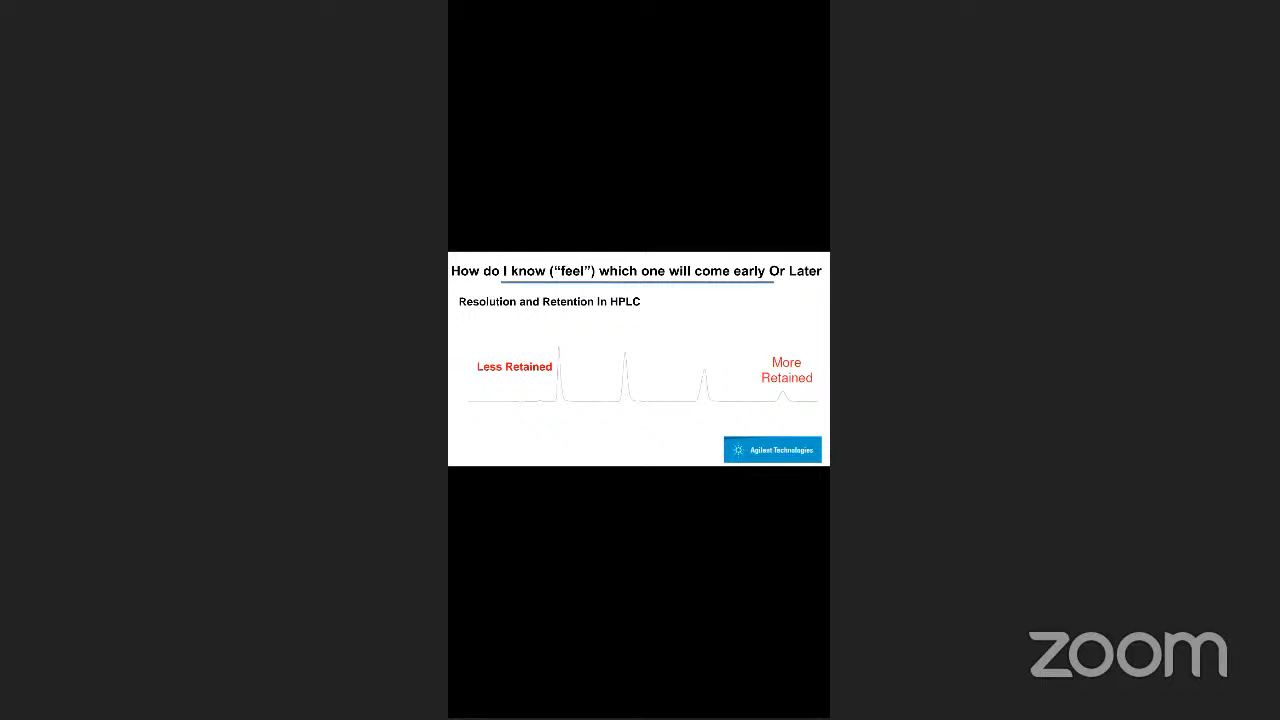 How do I know (“feel”) which one will come early Or Later
Resolution and Retention In HPLC
Less Retained
More
Retained
Agilent Technologies
zoom